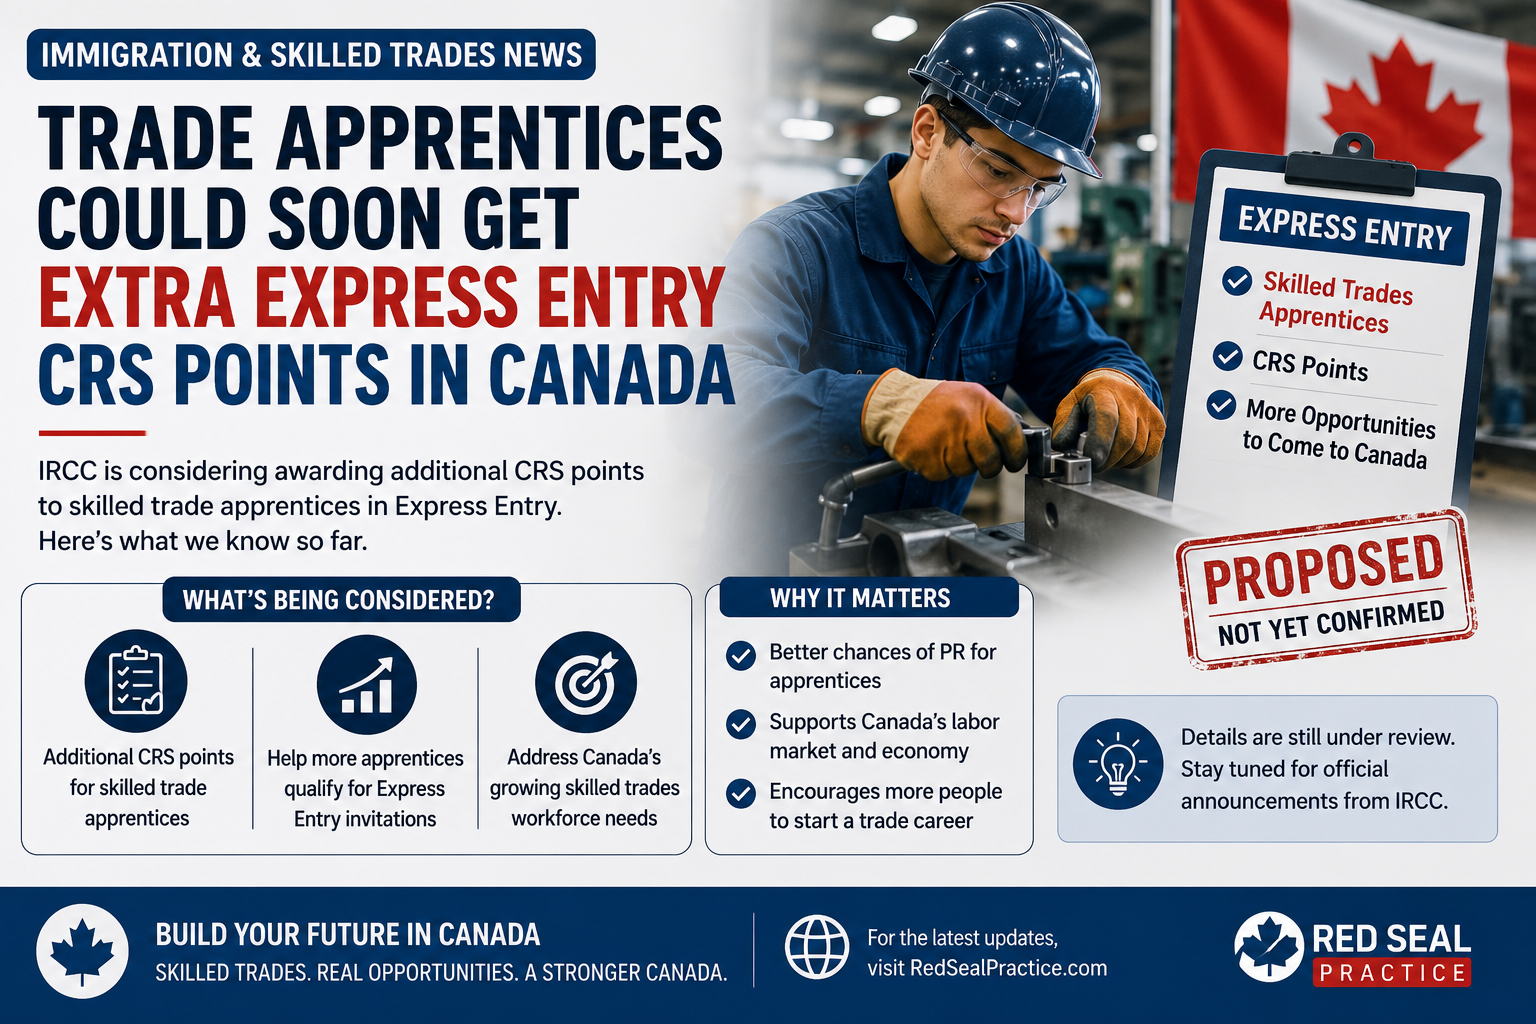 IMMIGRATION & SKILLED TRADES NEWS
TRADE APPRENTICES
COULD SOON GET
EXTRA EXPRESS ENTRY
CRS POINTS IN CANADA
IRCC is considering awarding additional CRS points
to skilled trade apprentices in Express Entry.
Here's what we know so far.
EXPRESS ENTRY
Skilled Trades
Apprentices
CRS Points
More Opportunities
to Come to Canada
PROPOSED
NOT YET CONFIRMED
WHAT'S BEING CONSIDERED?
Additional CRS points
for skilled trade
apprentices
Help more apprentices
qualify for Express
Entry invitations
Address Canada's
growing skilled trades
workforce needs
WHY IT MATTERS
Better chances of PR for
apprentices
Supports Canada's labor
market and economy
Encourages more people
to start a trade career
Details are still under review.
Stay tuned for official
announcements from IRCC.
BUILD YOUR FUTURE IN CANADA
SKILLED TRADES. REAL OPPORTUNITIES. A STRONGER CANADA.
For the latest updates,
visit RedSealPractice.com
RED SEAL
PRACTICE